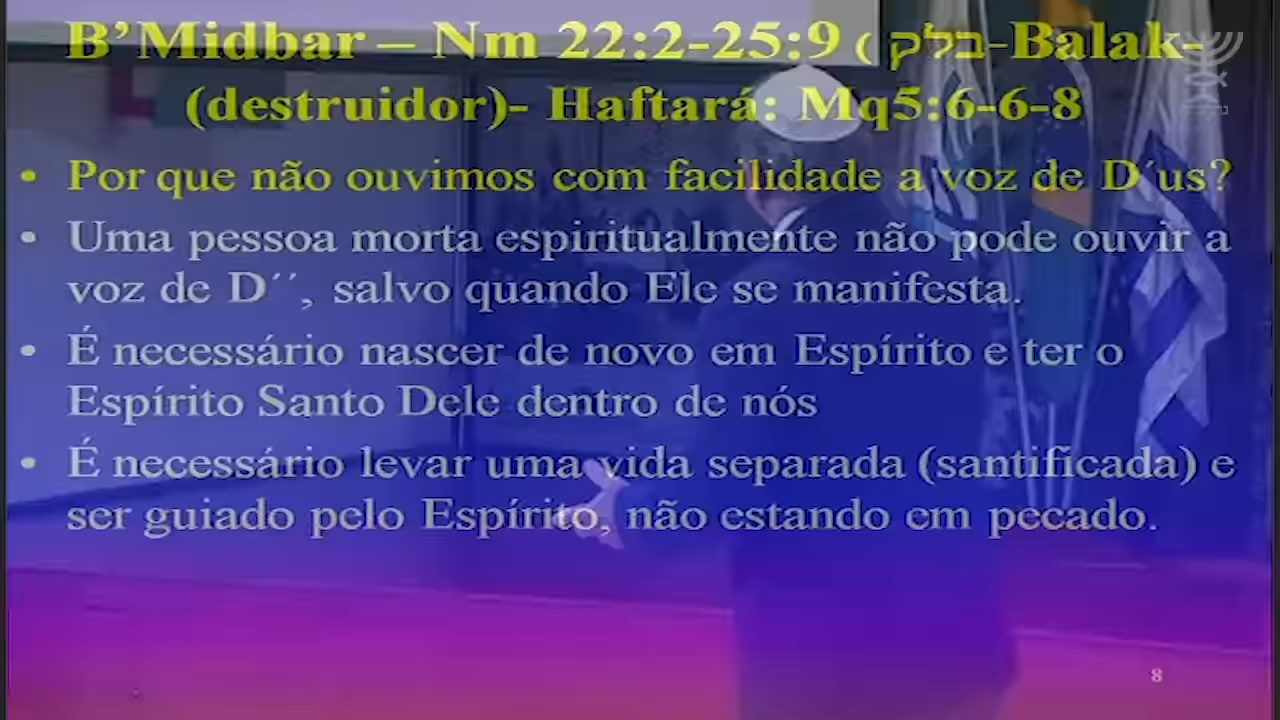 B’Midbar – Nm 22:2-25:9 ( בלק-Balak-
(destruidor)- Haftará: Mq5:6-6-8
• Por que não ouvimos com facilidade a voz de D´us?
• Uma pessoa morta espiritualmente não pode ouvir a
voz de D´´, salvo quando Ele se manifesta.
• É necessário nascer de novo em Espírito e ter o
Espírito Santo Dele dentro de nós
• É necessário levar uma vida separada (santificada) e
ser guiado pelo Espírito, não estando em pecado.
8